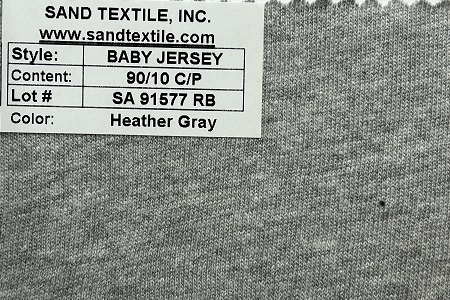 SAND TEXTILE, INC.
www.sandtextile.com
Style: BABY JERSEY
Content: 90/10 C/P
Lot # SA 91577 RB
Color: Heather Gray